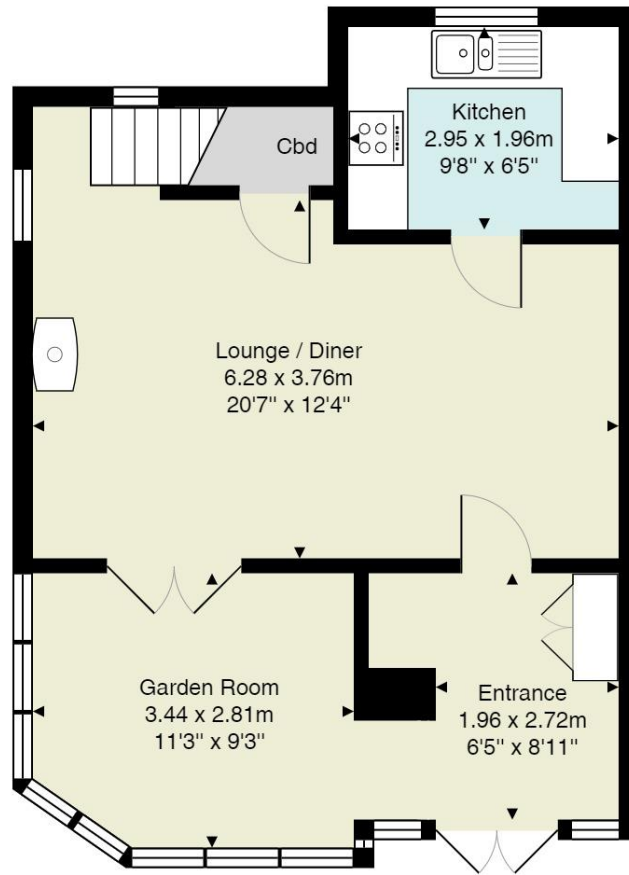 Kitchen
2.95 x 1.96m
9'8" x 6'5"
Cbd
Lounge / Diner
6.28 x 3.76m
20'7" x 12'4"
Garden Room
3.44 x 2.81m
11'3" x 9'3"
Entrance
1.96 x 2.72m
6'5" x 8'11"